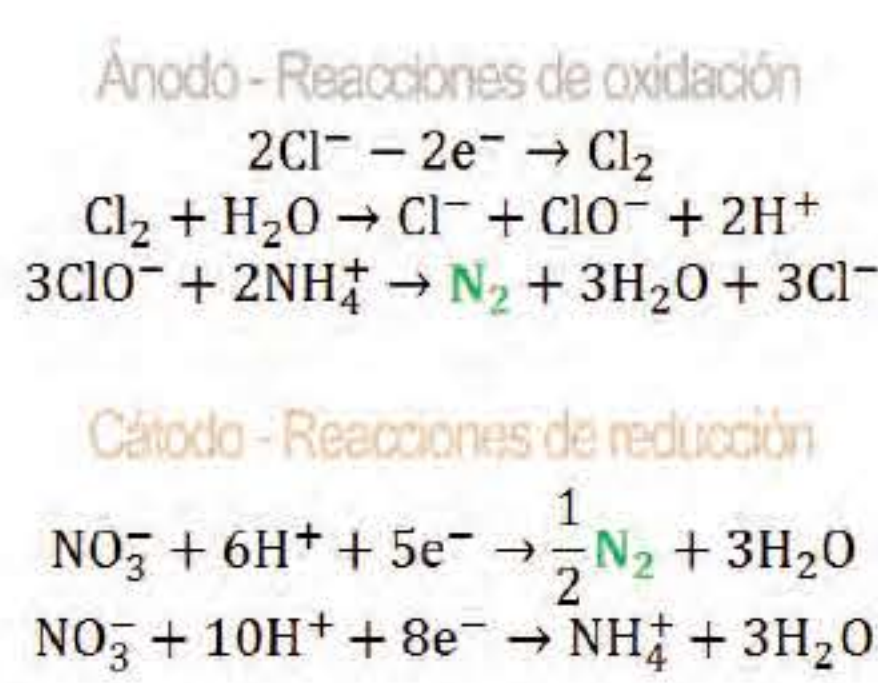 Ánodo - Reacciones de oxidación
2Cl⁻ − 2e⁻ → Cl₂
Cl₂ + H₂O → Cl⁻ + ClO⁻ + 2H⁺
3ClO⁻ + 2NH₄⁺ → N₂ + 3H₂O + 3Cl⁻
Cátodo - Reacciones de reducción
NO₃⁻ + 6H⁺ + 5e⁻ → 1/2 N₂ + 3H₂O
NO₃⁻ + 10H⁺ + 8e⁻ → NH₄⁺ + 3H₂O